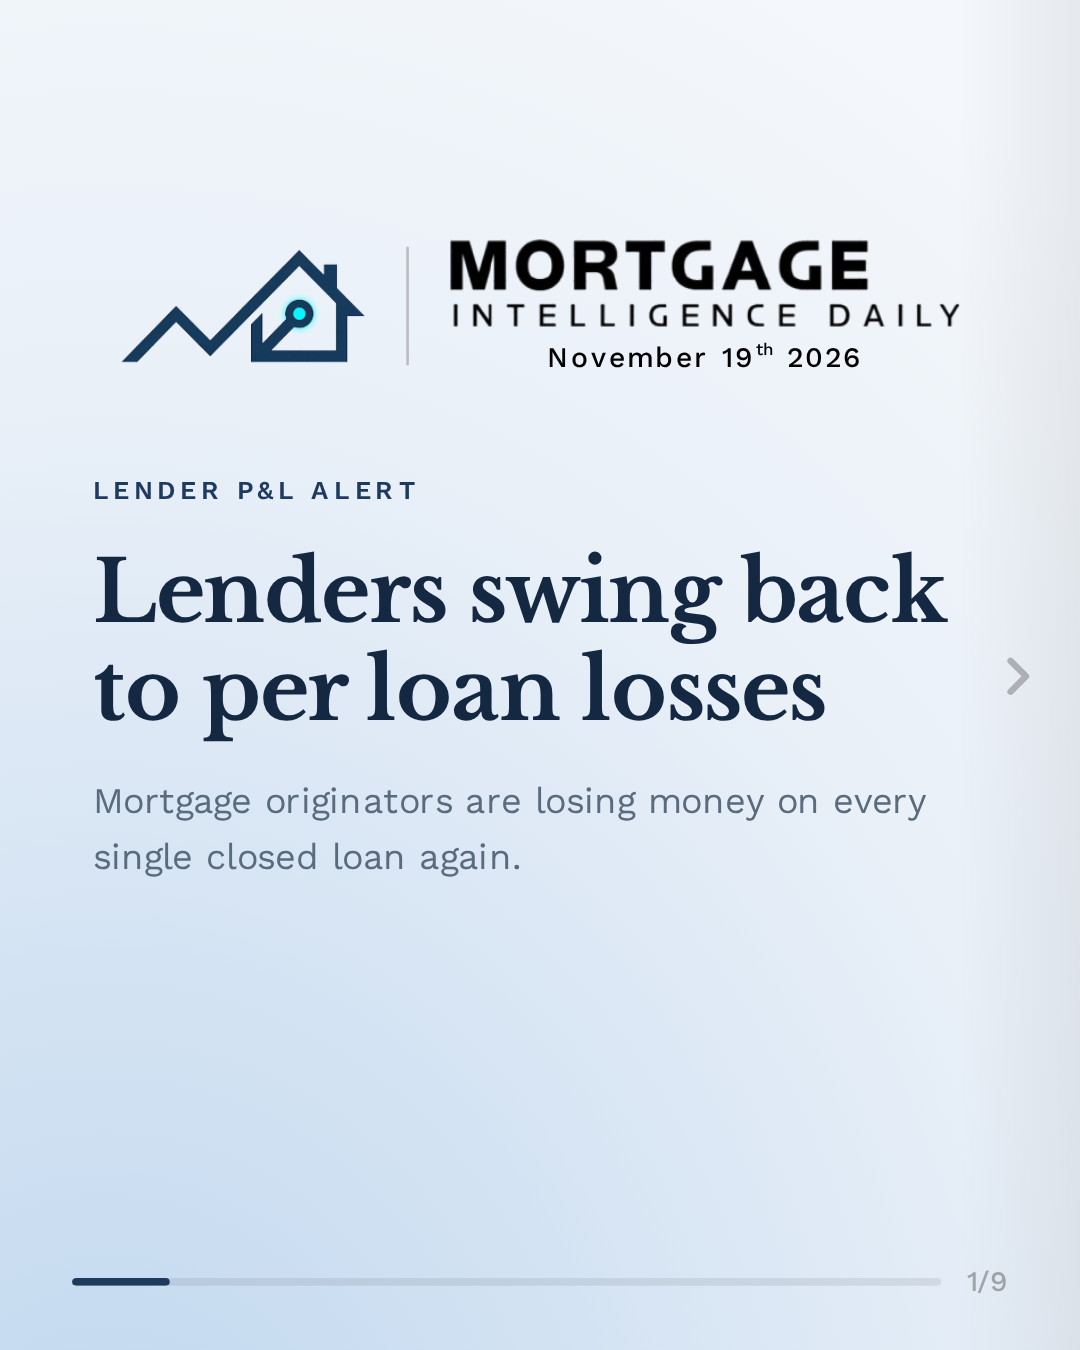 MORTGAGE
INTELLIGENCE DAILY
November 19th 2026
LENDER P&L ALERT
Lenders swing back
to per loan losses
Mortgage originators are losing money on every
single closed loan again.
1/9